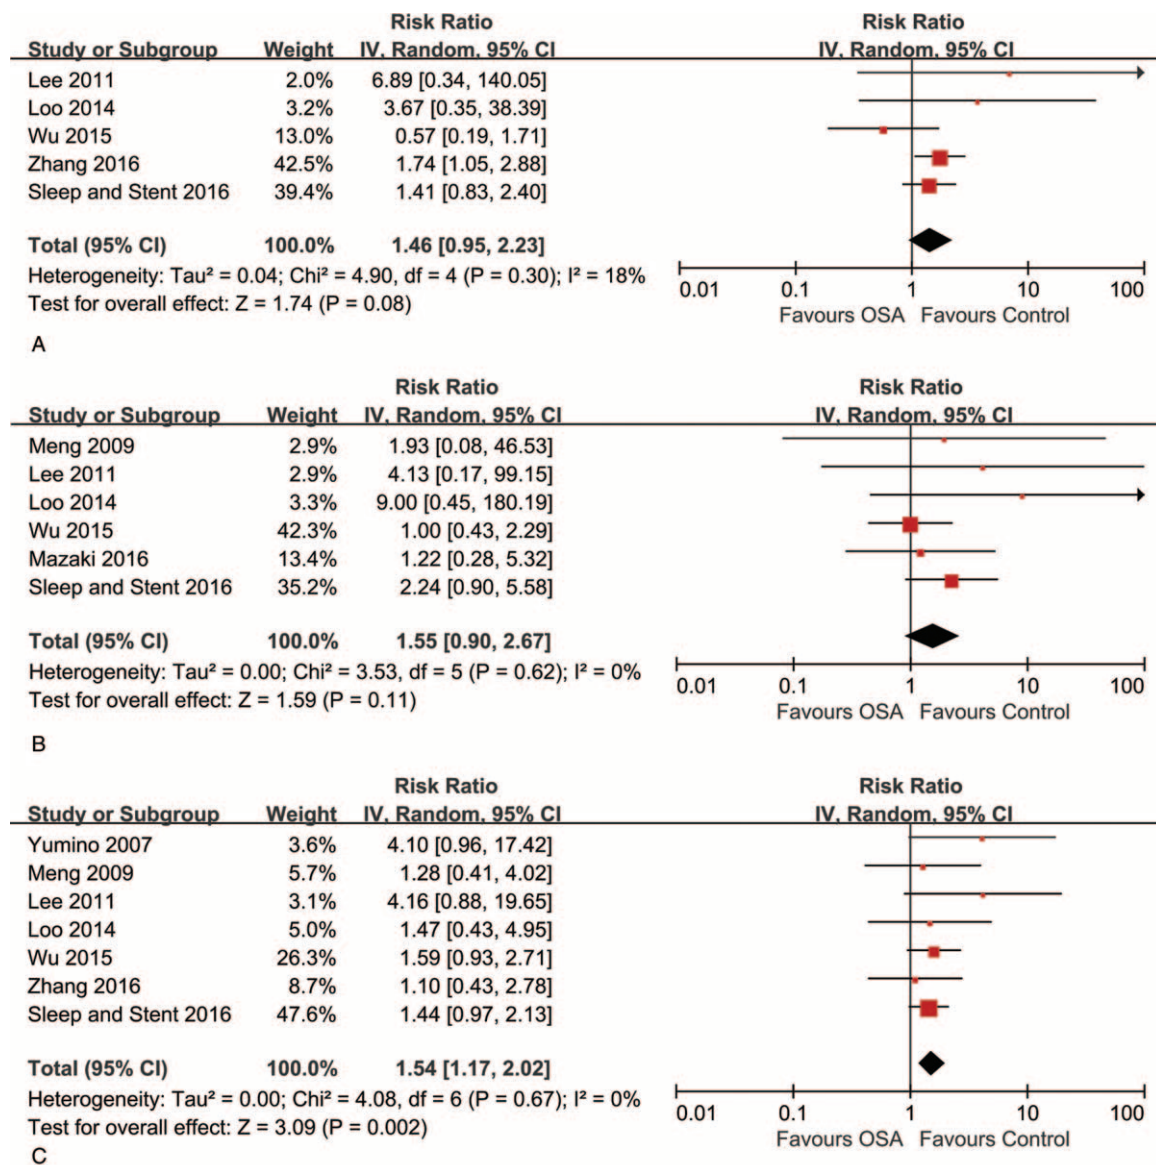 Risk Ratio Risk Ratio
Study or Subgroup Weight IV, Random, 95% CI IV, Random, 95% CI
Lee 2011 2.0% 6.89 [0.34, 140.05]
Loo 2014 3.2% 3.67 [0.35, 38.39]
Wu 2015 13.0% 0.57 [0.19, 1.71]
Zhang 2016 42.5% 1.74 [1.05, 2.88]
Sleep and Stent 2016 39.4% 1.41 [0.83, 2.40]
Total (95% CI) 100.0% 1.46 [0.95, 2.23]
Heterogeneity: Tau² = 0.04; Chi² = 4.90, df = 4 (P = 0.30); I² = 18%
Test for overall effect: Z = 1.74 (P = 0.08)
0.01 0.1 1 10 100
Favours OSA Favours Control
A
Risk Ratio Risk Ratio
Study or Subgroup Weight IV, Random, 95% CI IV, Random, 95% CI
Meng 2009 2.9% 1.93 [0.08, 46.53]
Lee 2011 2.9% 4.13 [0.17, 99.15]
Loo 2014 3.3% 9.00 [0.45, 180.19]
Wu 2015 42.3% 1.00 [0.43, 2.29]
Mazaki 2016 13.4% 1.22 [0.28, 5.32]
Sleep and Stent 2016 35.2% 2.24 [0.90, 5.58]
Total (95% CI) 100.0% 1.55 [0.90, 2.67]
Heterogeneity: Tau² = 0.00; Chi² = 3.53, df = 5 (P = 0.62); I² = 0%
Test for overall effect: Z = 1.59 (P = 0.11)
0.01 0.1 1 10 100
Favours OSA Favours Control
B
Risk Ratio Risk Ratio
Study or Subgroup Weight IV, Random, 95% CI IV, Random, 95% CI
Yumino 2007 3.6% 4.10 [0.96, 17.42]
Meng 2009 5.7% 1.28 [0.41, 4.02]
Lee 2011 3.1% 4.16 [0.88, 19.65]
Loo 2014 5.0% 1.47 [0.43, 4.95]
Wu 2015 26.3% 1.59 [0.93, 2.71]
Zhang 2016 8.7% 1.10 [0.43, 2.78]
Sleep and Stent 2016 47.6% 1.44 [0.97, 2.13]
Total (95% CI) 100.0% 1.54 [1.17, 2.02]
Heterogeneity: Tau² = 0.00; Chi² = 4.08, df = 6 (P = 0.67); I² = 0%
Test for overall effect: Z = 3.09 (P = 0.002)
0.01 0.1 1 10 100
Favours OSA Favours Control
C